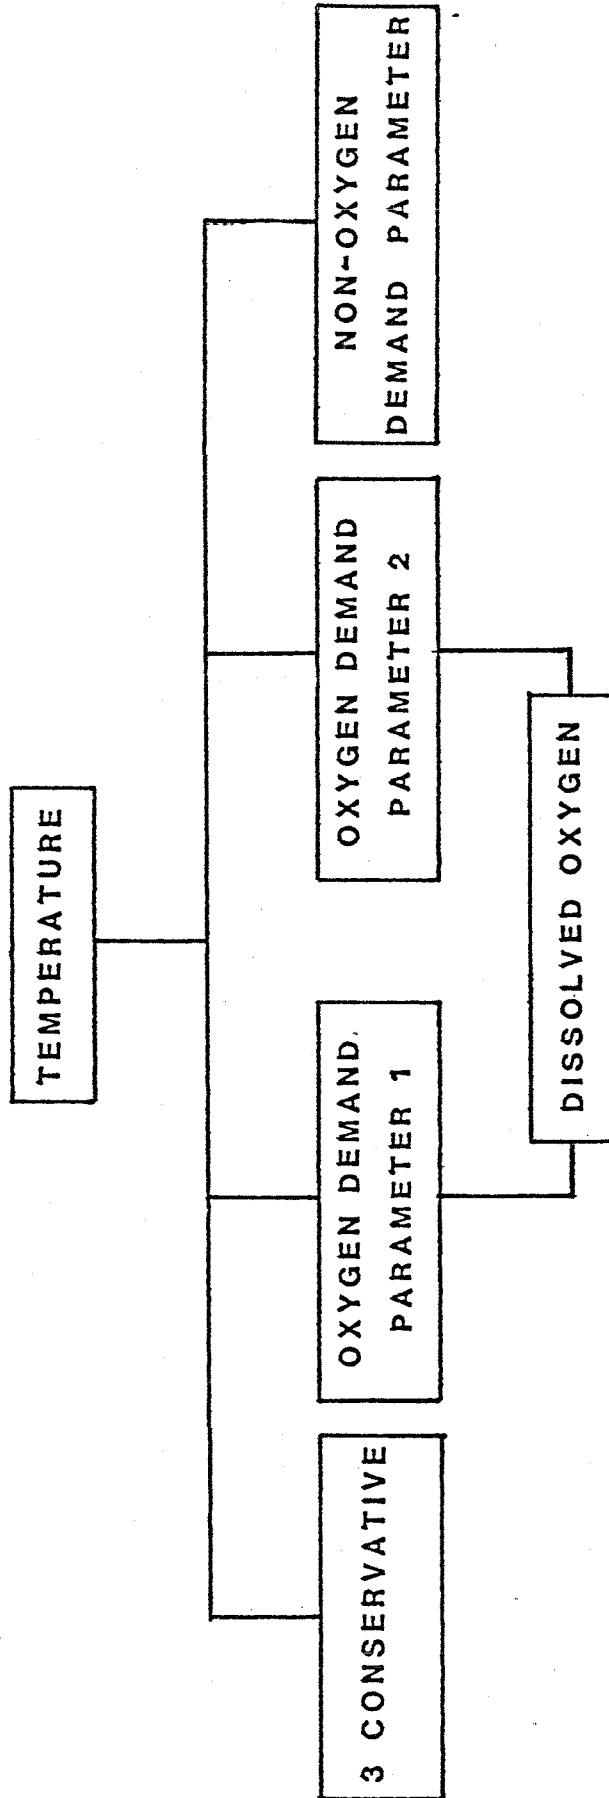 TEMPERATURE
3 CONSERVATIVE
OXYGEN DEMAND
PARAMETER 1
OXYGEN DEMAND
PARAMETER 2
NON-OXYGEN
DEMAND PARAMETER
DISSOLVED OXYGEN